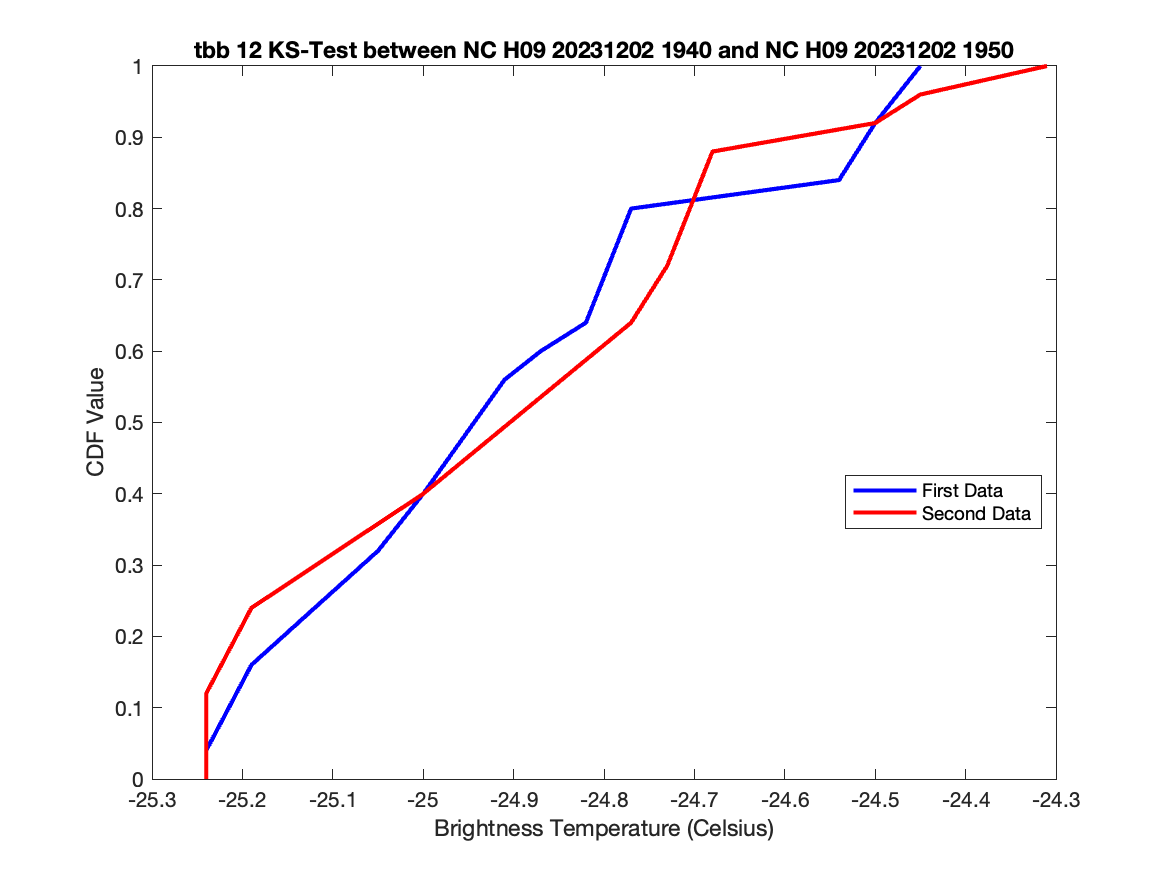 tbb 12 KS-Test between NC H09 20231202 1940 and NC H09 20231202 1950
1
0.9
0.8
0.7
0.6
0.5
0.4
0.3
0.2
0.1
0
CDF Value
First Data
Second Data
-25.3 -25.2 -25.1 -25 -24.9 -24.8 -24.7 -24.6 -24.5 -24.4 -24.3
Brightness Temperature (Celsius)